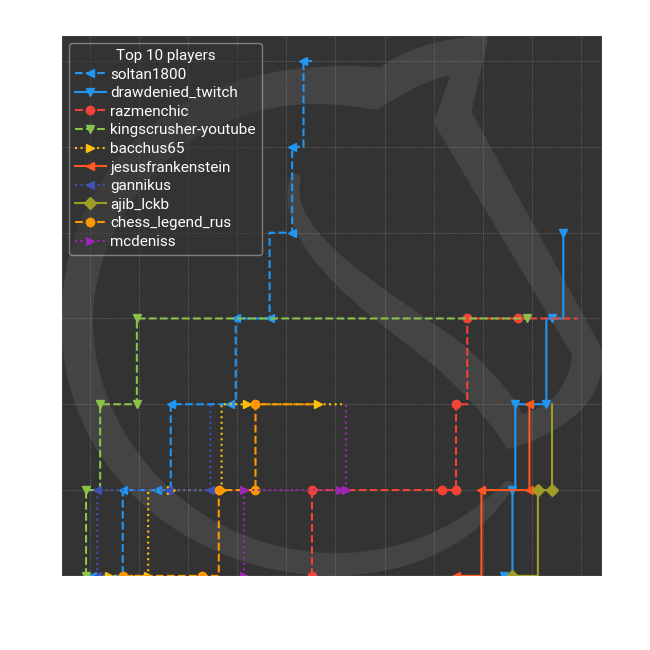 Top 10 players
soltan1800
drawdenied_twitch
razmenchic
kingscrusher-youtube
bacchus65
jesusfrankenstein
gannikus
ajib_lckb
chess_legend_rus
mcdeniss